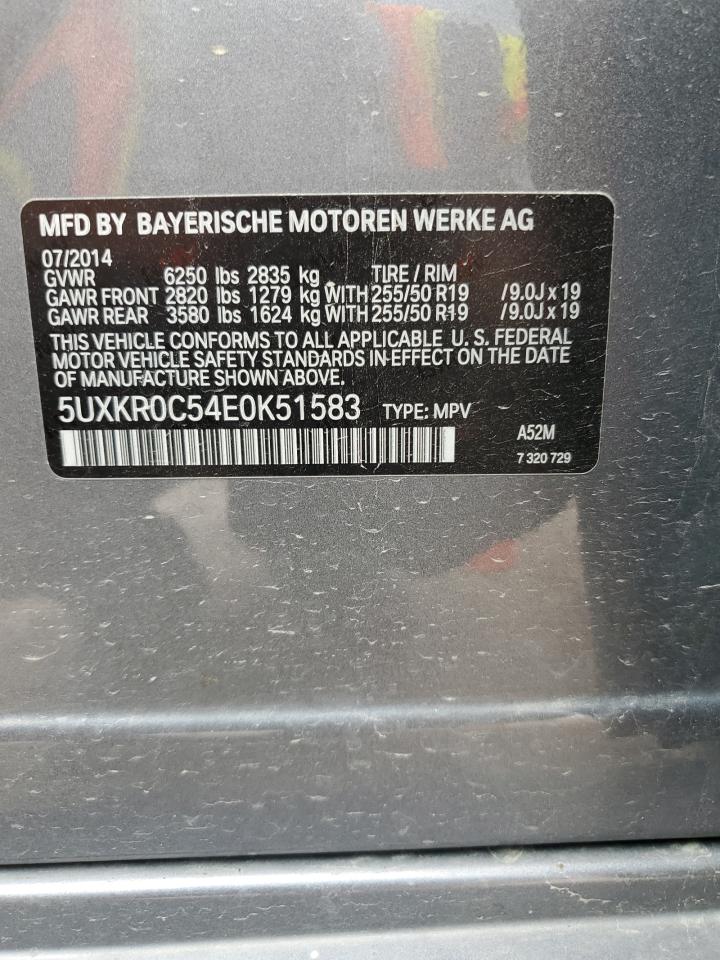 MFD BY BAYERISCHE MOTOREN WERKE AG
07/2014
GVWR 6250 lbs 2835 kg TIRE / RIM
GAWR FRONT 2820 lbs 1279 kg WITH 255/50 R19 /9.0J x 19
GAWR REAR 3580 lbs 1624 kg WITH 255/50 R19 /9.0J x 19
THIS VEHICLE CONFORMS TO ALL APPLICABLE U.S. FEDERAL
MOTOR VEHICLE SAFETY STANDARDS IN EFFECT ON THE DATE
OF MANUFACTURE SHOWN ABOVE.
5UXKR0C54E0K51583 TYPE: MPV
A52M
7 320 729